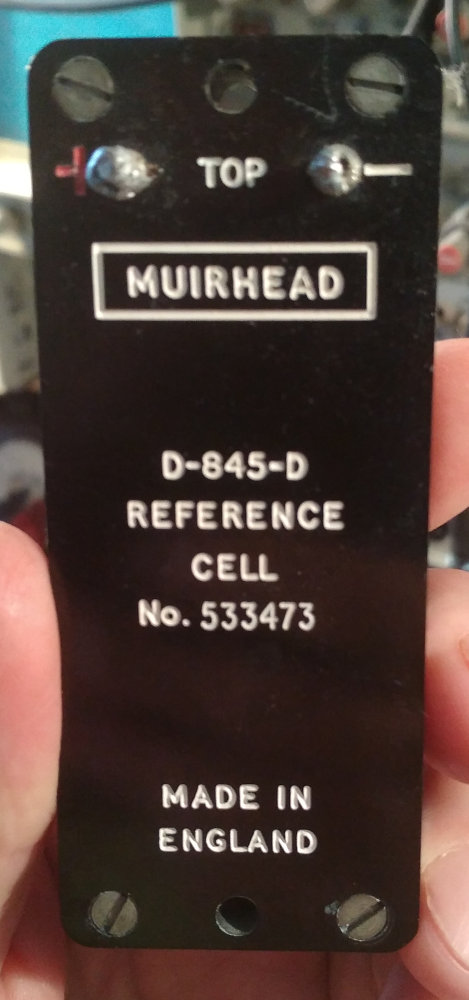 + TOP −
MUIRHEAD
D-845-D
REFERENCE
CELL
No. 533473
MADE IN
ENGLAND